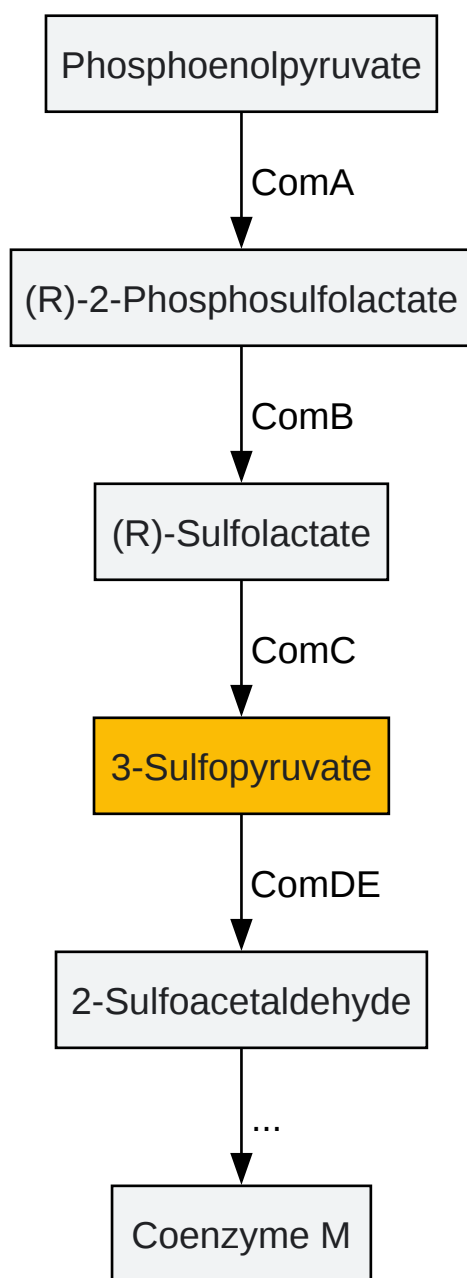 Phosphoenolpyruvate
ComA
(R)-2-Phosphosulfolactate
ComB
(R)-Sulfolactate
ComC
3-Sulfopyruvate
ComDE
2-Sulfoacetaldehyde
...
Coenzyme M